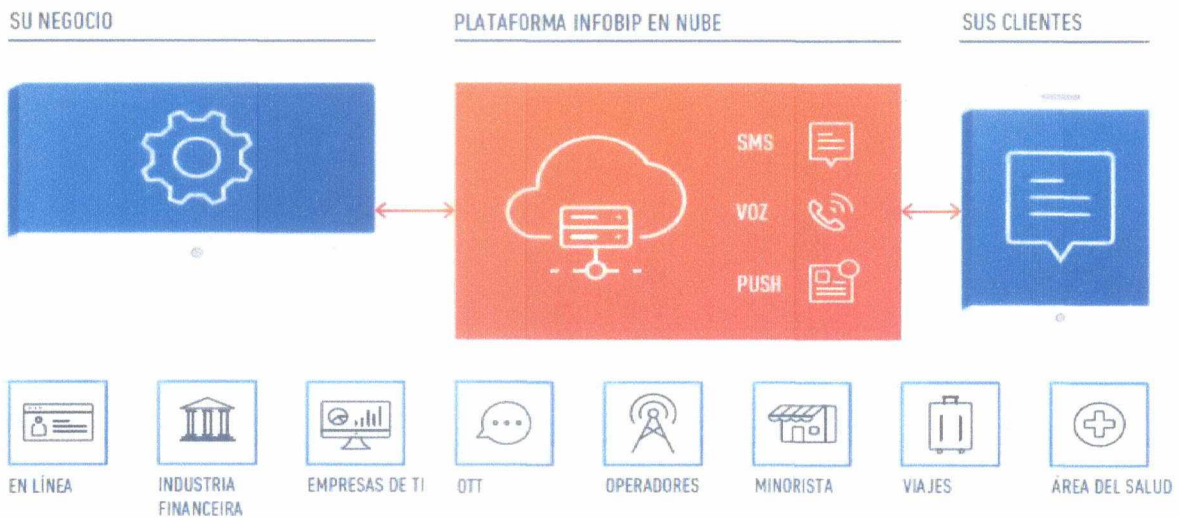 SU NEGOCIO
PLATAFORMA INFOBIP EN NUBE
SUS CLIENTES
SMS
VOZ
PUSH
EN LÍNEA
INDUSTRIA
FINANCEIRA
EMPRESAS DE TI
OTT
OPERADORES
MINORISTA
VIAJES
ÁREA DEL SALUD